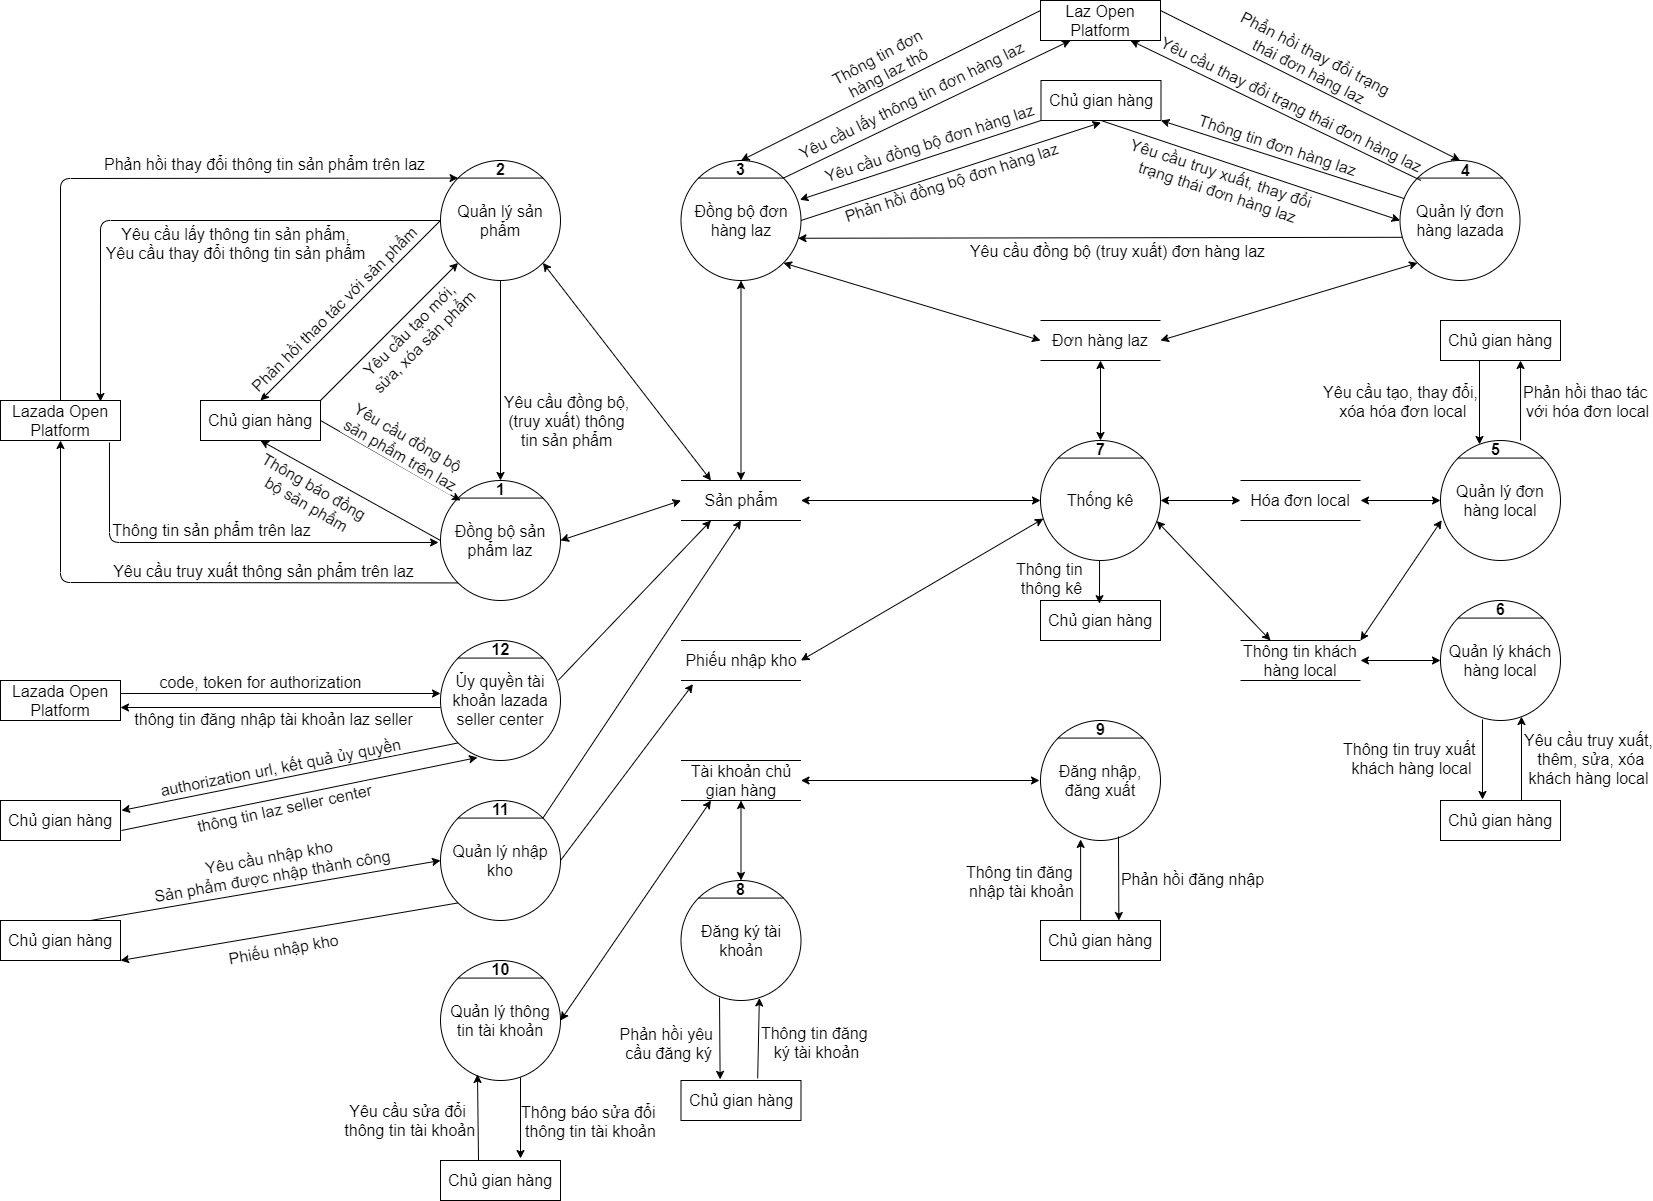 Laz Open
Platform
Thông tin đơn
hàng laz thô
Yêu cầu lấy thông tin đơn hàng laz
Phản hồi thay đổi trạng
thái đơn hàng laz
Yêu cầu thay đổi trạng thái đơn hàng laz
Chủ gian hàng
Yêu cầu đồng bộ đơn hàng laz
Phản hồi đồng bộ đơn hàng laz
Thông tin đơn hàng laz
Yêu cầu truy xuất, thay đổi
trạng thái đơn hàng laz
3
Đồng bộ đơn
hàng laz
4
Quản lý đơn
hàng lazada
Yêu cầu đồng bộ (truy xuất) đơn hàng laz
Phản hồi thay đổi thông tin sản phẩm trên laz
2
Quản lý sản
phẩm
Yêu cầu lấy thông tin sản phẩm,
Yêu cầu thay đổi thông tin sản phẩm
Phản hồi thao tác với sản phẩm
Yêu cầu tạo mới,
sửa, xóa sản phẩm
Lazada Open
Platform
Chủ gian hàng
Yêu cầu đồng bộ
sản phẩm trên laz
Yêu cầu đồng bộ,
(truy xuất) thông
tin sản phẩm
Thông báo đồng
bộ sản phẩm
1
Đồng bộ sản
phẩm laz
Thông tin sản phẩm trên laz
Yêu cầu truy xuất thông sản phẩm trên laz
Đơn hàng laz
Sản phẩm
7
Thống kê
Hóa đơn local
Chủ gian hàng
Yêu cầu tạo, thay đổi,
xóa hóa đơn local
Phản hồi thao tác
với hóa đơn local
5
Quản lý đơn
hàng local
Thông tin
thông kê
Chủ gian hàng
Phiếu nhập kho
Thông tin khách
hàng local
6
Quản lý khách
hàng local
Thông tin truy xuất
khách hàng local
Yêu cầu truy xuất,
thêm, sửa, xóa
khách hàng local
Chủ gian hàng
Lazada Open
Platform
code, token for authorization
thông tin đăng nhập tài khoản laz seller
12
Ủy quyền tài
khoản lazada
seller center
authorization url, kết quả ủy quyền
thông tin laz seller center
Chủ gian hàng
11
Quản lý nhập
kho
Yêu cầu nhập kho
Sản phẩm được nhập thành công
Chủ gian hàng
Phiếu nhập kho
Tài khoản chủ
gian hàng
9
Đăng nhập,
đăng xuất
Thông tin đăng
nhập tài khoản
Phản hồi đăng nhập
Chủ gian hàng
8
Đăng ký tài
khoản
Phản hồi yêu
cầu đăng ký
Thông tin đăng
ký tài khoản
Chủ gian hàng
10
Quản lý thông
tin tài khoản
Yêu cầu sửa đổi
thông tin tài khoản
Thông báo sửa đổi
thông tin tài khoản
Chủ gian hàng